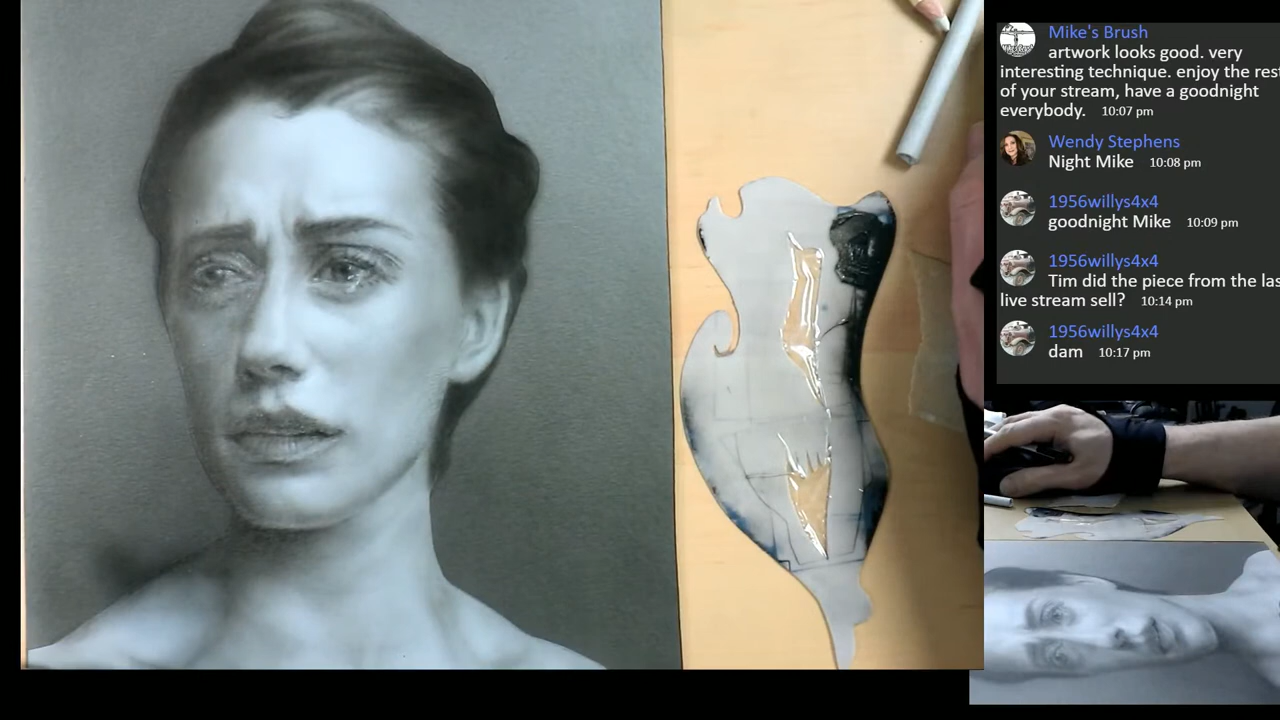 Mike's Brush
artwork looks good. very
interesting technique. enjoy the
of your stream, have a goodnight
everybody. 10:07 pm
Wendy Stephens
Night Mike 10:08 pm
1956willys4x4
goodnight Mike 10:09 pm
1956willys4x4
Tim did the piece from the
live stream sell? 10:14 pm
1956willys4x4
dam 10:17 pm